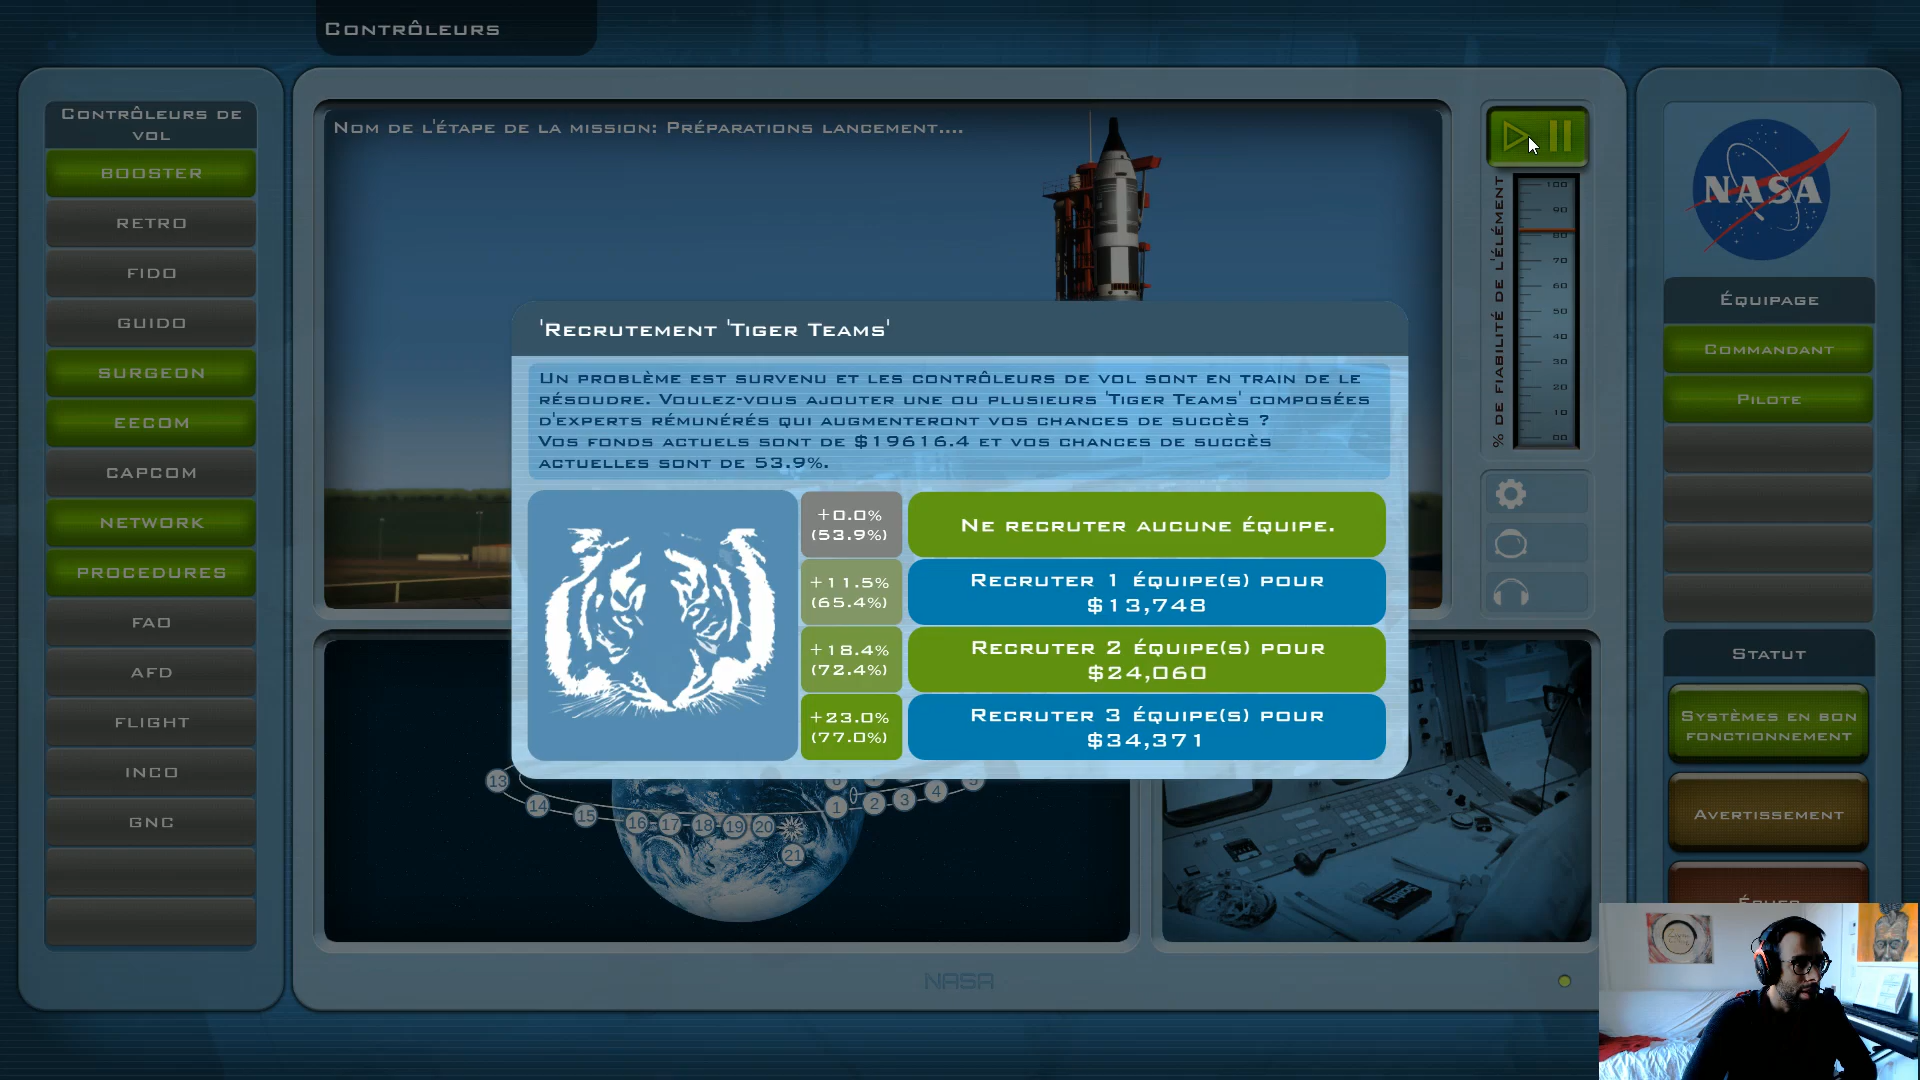 Contrôleurs
Contrôleurs de
vol
Booster
Retro
FIDO
Guido
Surgeon
EECOM
CAPCOM
Network
Procedures
FAO
AFD
Flight
INCO
GNC
Nom de l'étape de la mission: Préparations lancement....
% de fiabilité de l'élément
100
90
80
70
60
50
40
30
20
10
00
NASA
Équipage
Commandant
Pilote
Statut
Systèmes en bon
fonctionnement
Avertissement
'Recrutement 'Tiger Teams'
Un problème est survenu et les contrôleurs de vol sont en train de le
résoudre. Voulez-vous ajouter une ou plusieurs 'Tiger Teams' composées
d'experts rémunérés qui augmenteront vos chances de succès ?
Vos fonds actuels sont de $19616.4 et vos chances de succès
actuelles sont de 53.9%.
+0.0%
(53.9%)
Ne recruter aucune équipe.
+11.5%
(65.4%)
Recruter 1 équipe(s) pour
$13,748
+18.4%
(72.4%)
Recruter 2 équipe(s) pour
$24,060
+23.0%
(77.0%)
Recruter 3 équipe(s) pour
$34,371
13
14
15
16
17
18
19
20
21
1
2
3
4
5
NASA